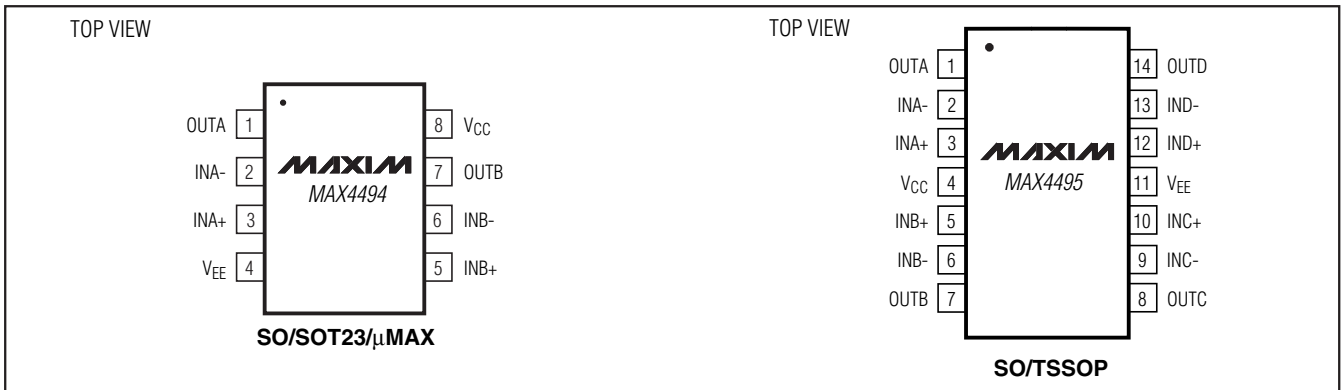 TOP VIEW
OUTA 1
INA- 2
INA+ 3
VEE 4
8 VCC
7 OUTB
6 INB-
5 INB+
MAXIM
MAX4494
SO/SOT23/µMAX
TOP VIEW
OUTA 1
INA- 2
INA+ 3
VCC 4
INB+ 5
INB- 6
OUTB 7
14 OUTD
13 IND-
12 IND+
11 VEE
10 INC+
9 INC-
8 OUTC
MAXIM
MAX4495
SO/TSSOP